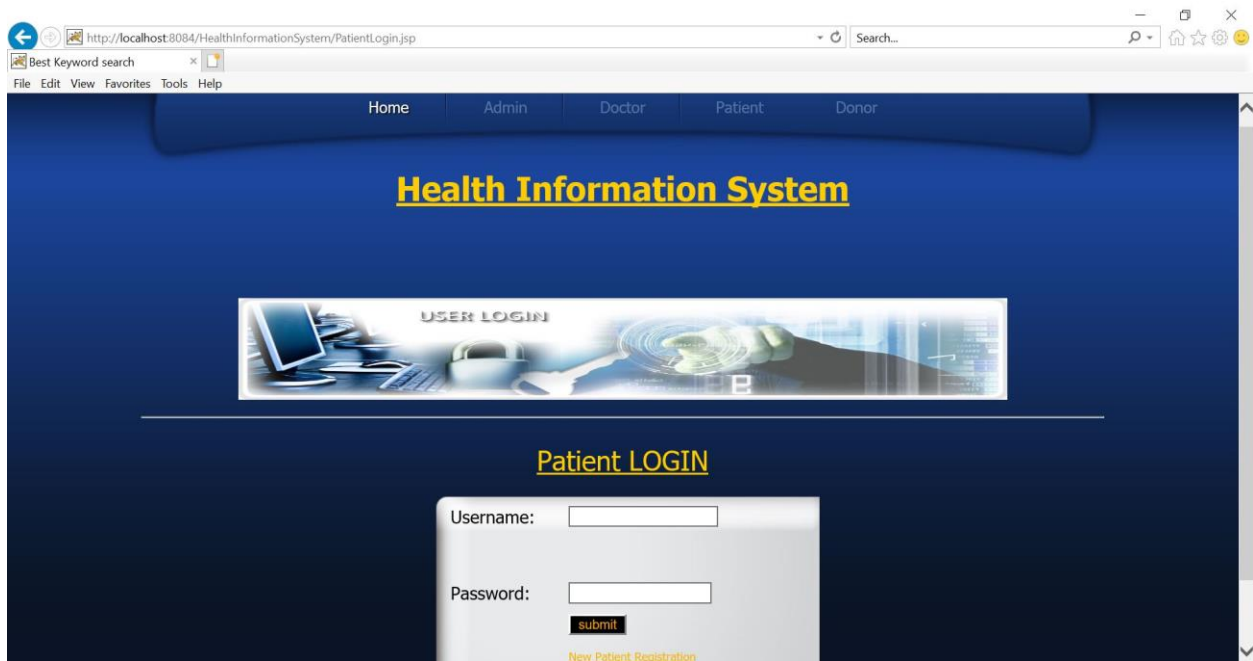 http://localhost:8084/HealthInformationSystem/PatientLogin.jsp
Search...
Best Keyword search
File Edit View Favorites Tools Help
Home Admin Doctor Patient Donor
Health Information System
USER LOGIN
Patient LOGIN
Username:
Password:
submit
New Patient Registration